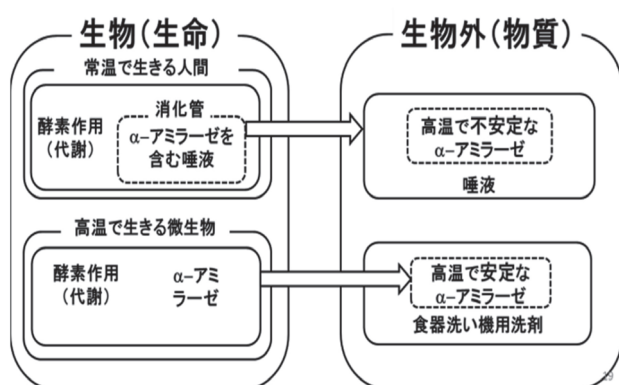 生物（生命）
常温で生きる人間
酵素作用
（代謝）
消化管
α−アミラーゼを
含む唾液
高温で生きる微生物
酵素作用
（代謝）
α−アミ
ラーゼ
生物外（物質）
高温で不安定な
α−アミラーゼ
唾液
高温で安定な
α−アミラーゼ
食器洗い機用洗剤
19